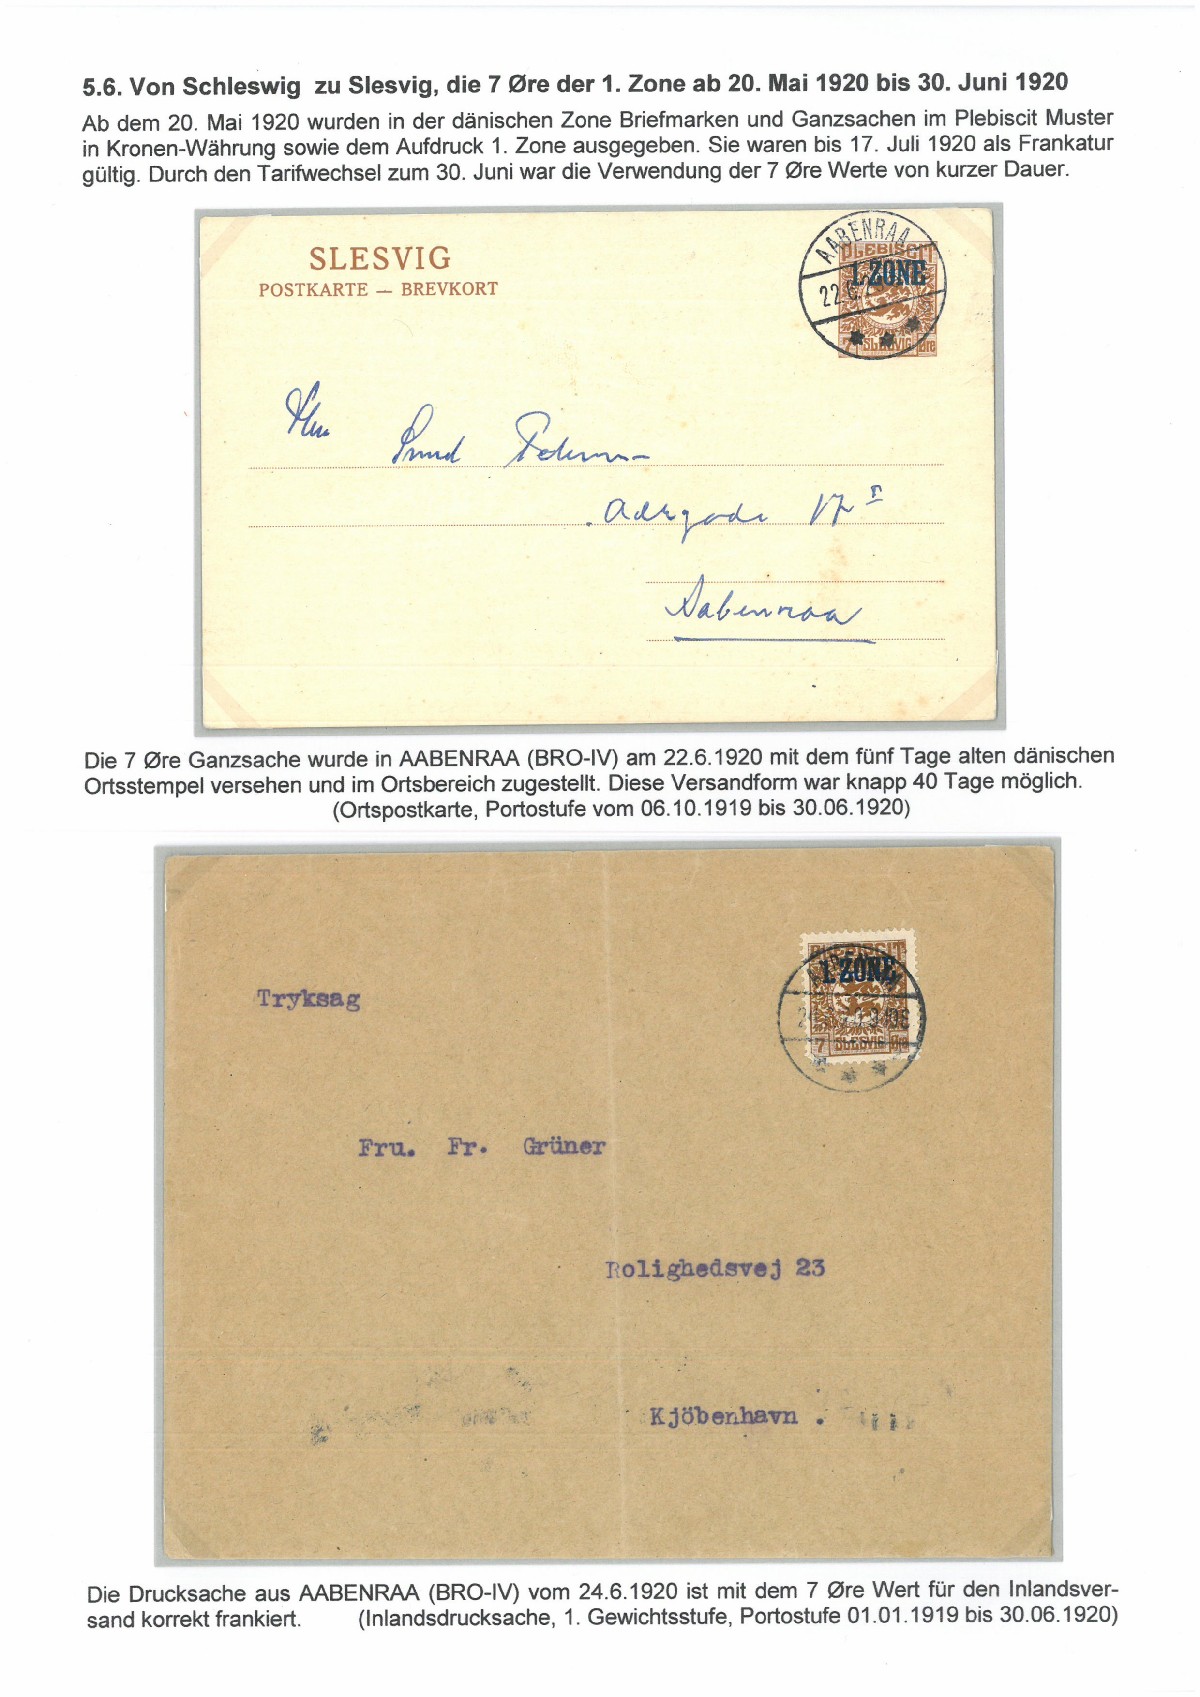 5.6. Von Schleswig zu Slesvig, die 7 Øre der 1. Zone ab 20. Mai 1920 bis 30. Juni 1920
Ab dem 20. Mai 1920 wurden in der dänischen Zone Briefmarken und Ganzsachen im Plebiscit Muster
in Kronen-Währung sowie dem Aufdruck 1. Zone ausgegeben. Sie waren bis 17. Juli 1920 als Frankatur
gültig. Durch den Tarifwechsel zum 30. Juni war die Verwendung der 7 Øre Werte von kurzer Dauer.
SLESVIG
POSTKARTE — BREVKORT
AABENRAA
PLEBISCIT
1. ZONE
22.6.
7 SLESVIG Øre
Aabenraa
Die 7 Øre Ganzsache wurde in AABENRAA (BRO-IV) am 22.6.1920 mit dem fünf Tage alten dänischen
Ortsstempel versehen und im Ortsbereich zugestellt. Diese Versandform war knapp 40 Tage möglich.
(Ortspostkarte, Portostufe vom 06.10.1919 bis 30.06.1920)
PLEBISCIT
1. ZONE
7 SLESVIG Øre
Tryksag
Fru. Fr. Grüner
Rolighedsvej 23
Kjöbenhavn .
Die Drucksache aus AABENRAA (BRO-IV) vom 24.6.1920 ist mit dem 7 Øre Wert für den Inlandsver-
sand korrekt frankiert. (Inlandsdrucksache, 1. Gewichtsstufe, Portostufe 01.01.1919 bis 30.06.1920)